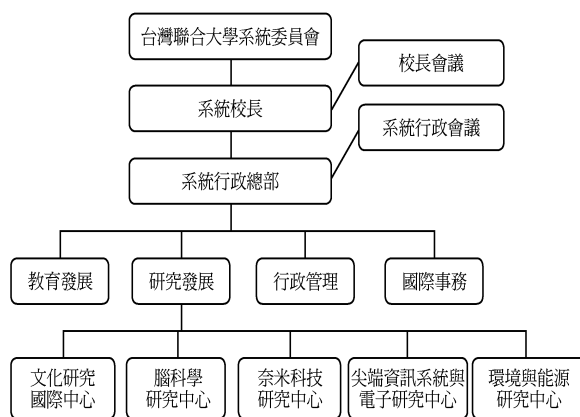 台灣聯合大學系統委員會
校長會議
系統校長
系統行政會議
系統行政總部
教育發展
研究發展
行政管理
國際事務
文化研究
國際中心
腦科學
研究中心
奈米科技
研究中心
尖端資訊系統與
電子研究中心
環境與能源
研究中心